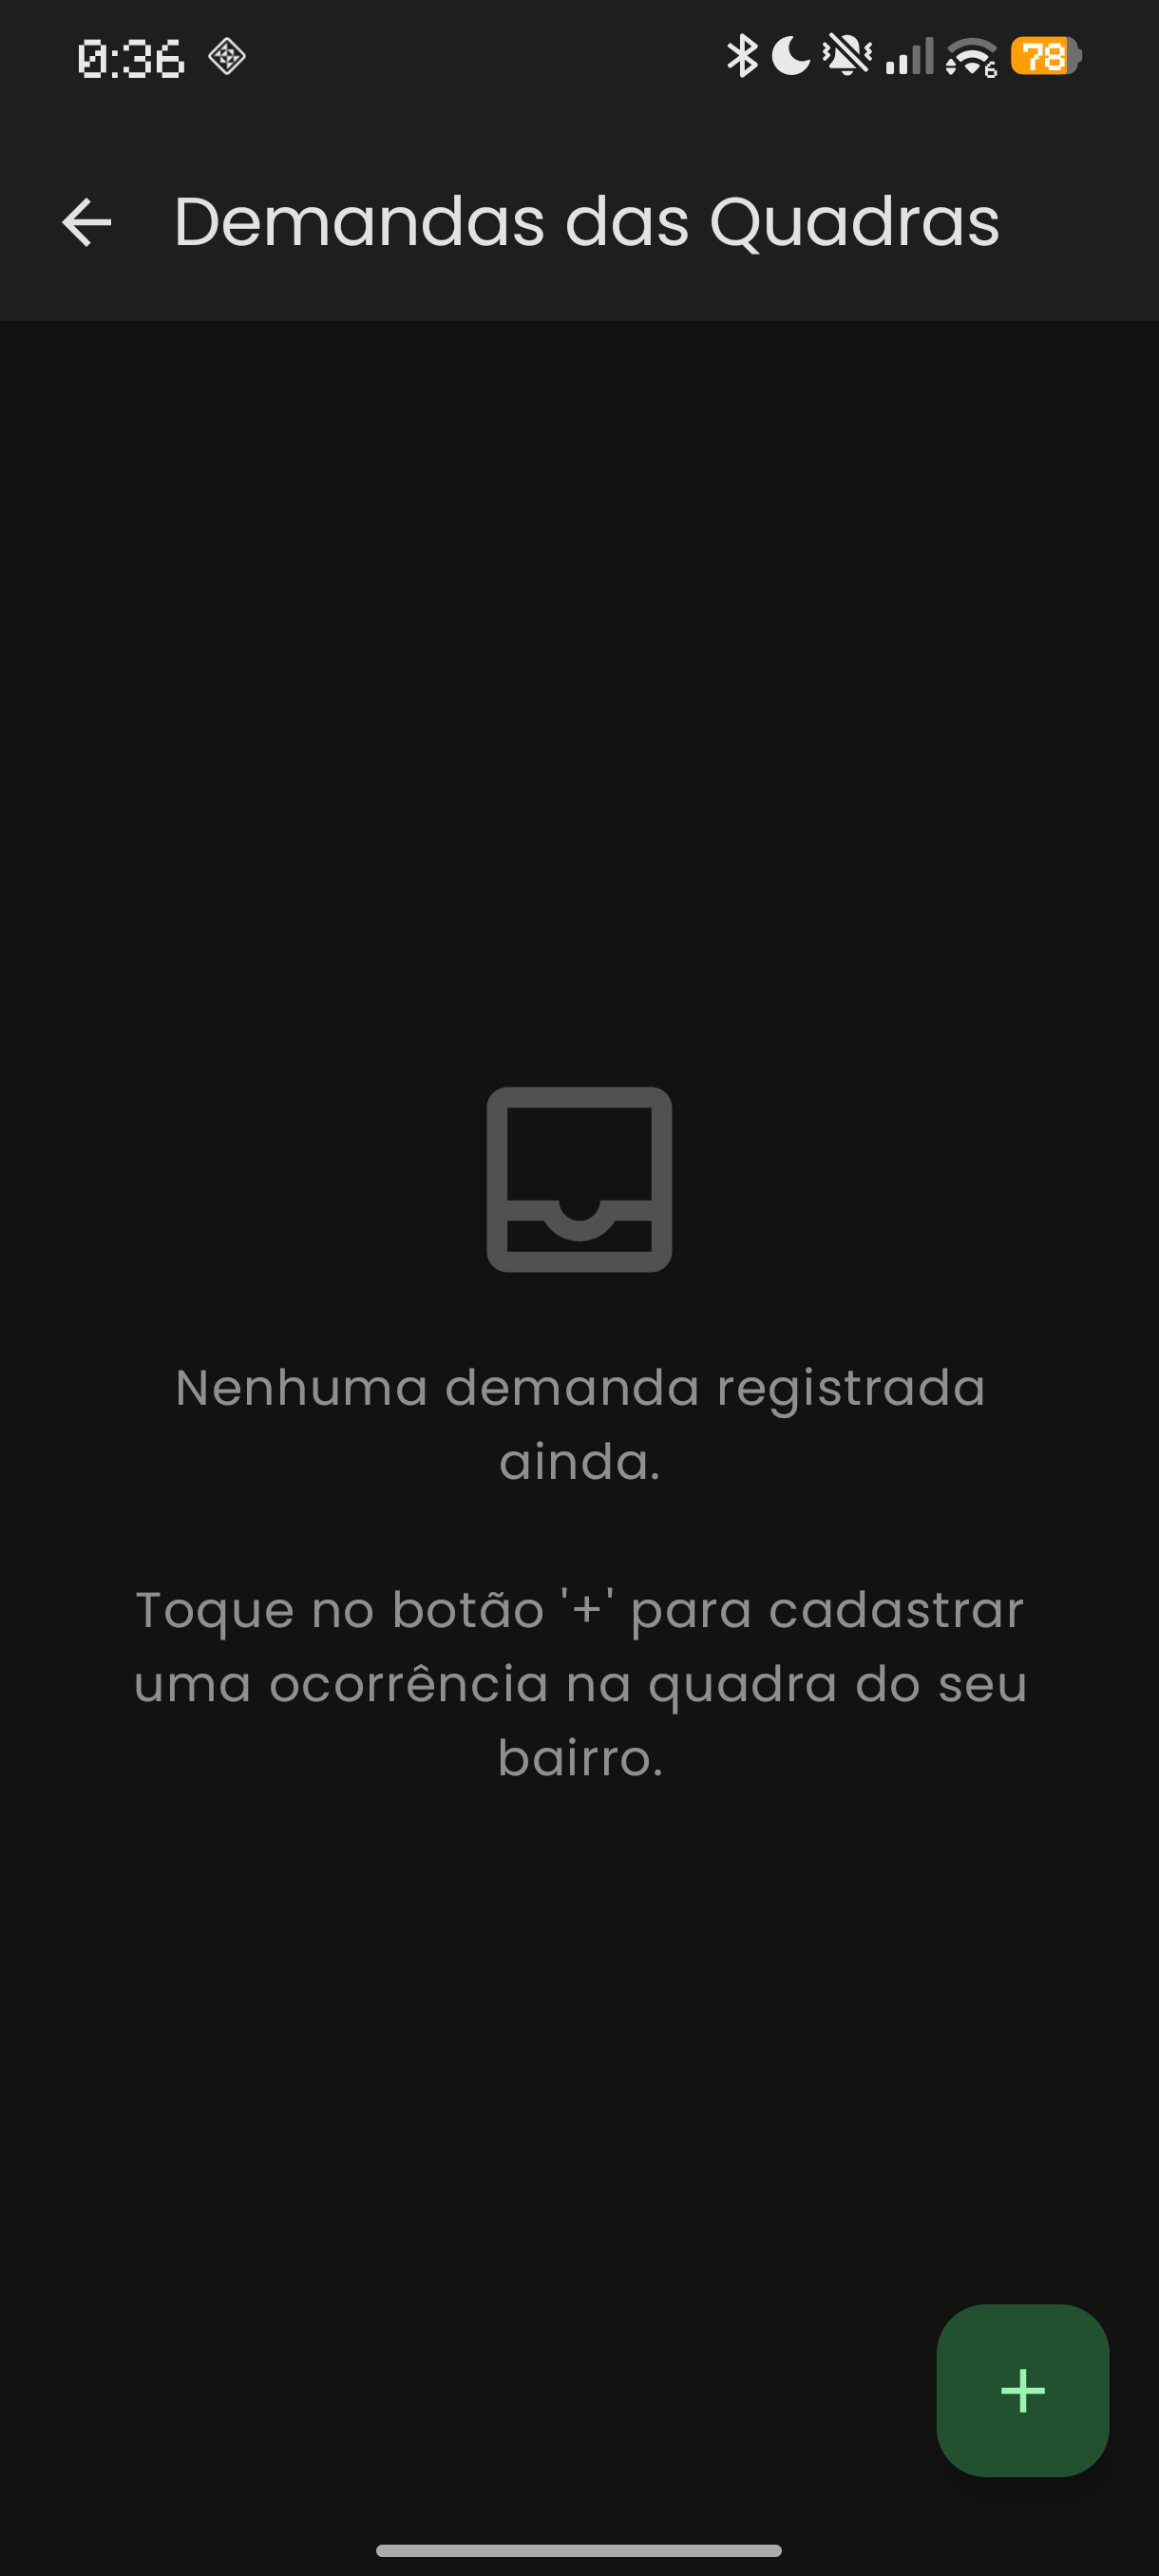 0:36
6
78
Demandas das Quadras
Nenhuma demanda registrada
ainda.
Toque no botão '+' para cadastrar
uma ocorrência na quadra do seu
bairro.
+